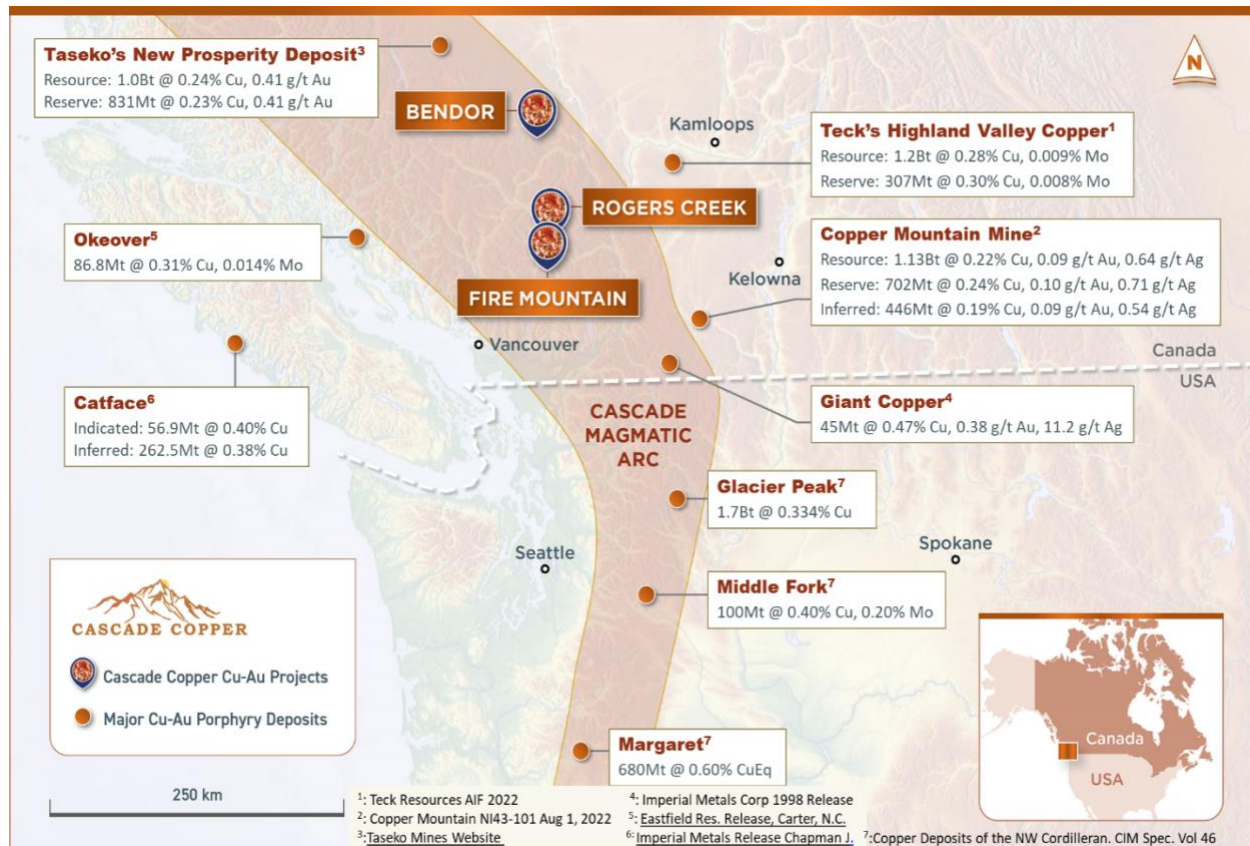 Taseko's New Prosperity Deposit³
Resource: 1.0Bt @ 0.24% Cu, 0.41 g/t Au
Reserve: 831Mt @ 0.23% Cu, 0.41 g/t Au
BENDOR
N
Kamloops
Teck's Highland Valley Copper¹
Resource: 1.2Bt @ 0.28% Cu, 0.009% Mo
Reserve: 307Mt @ 0.30% Cu, 0.008% Mo
ROGERS CREEK
Okeover⁵
86.8Mt @ 0.31% Cu, 0.014% Mo
Copper Mountain Mine²
Resource: 1.13Bt @ 0.22% Cu, 0.09 g/t Au, 0.64 g/t Ag
Reserve: 702Mt @ 0.24% Cu, 0.10 g/t Au, 0.71 g/t Ag
Inferred: 446Mt @ 0.19% Cu, 0.09 g/t Au, 0.54 g/t Ag
Kelowna
FIRE MOUNTAIN
Vancouver
Canada
USA
Catface⁶
Indicated: 56.9Mt @ 0.40% Cu
Inferred: 262.5Mt @ 0.38% Cu
Giant Copper⁴
45Mt @ 0.47% Cu, 0.38 g/t Au, 11.2 g/t Ag
CASCADE
MAGMATIC
ARC
Glacier Peak⁷
1.7Bt @ 0.334% Cu
Seattle
Spokane
Middle Fork⁷
100Mt @ 0.40% Cu, 0.20% Mo
CASCADE COPPER
Cascade Copper Cu-Au Projects
Major Cu-Au Porphyry Deposits
Canada
USA
Margaret⁷
680Mt @ 0.60% CuEq
250 km
¹: Teck Resources AIF 2022
²: Copper Mountain NI43-101 Aug 1, 2022
³:Taseko Mines Website
⁴: Imperial Metals Corp 1998 Release
⁵: Eastfield Res. Release, Carter, N.C.
⁶: Imperial Metals Release Chapman J.
⁷:Copper Deposits of the NW Cordilleran. CIM Spec. Vol 46